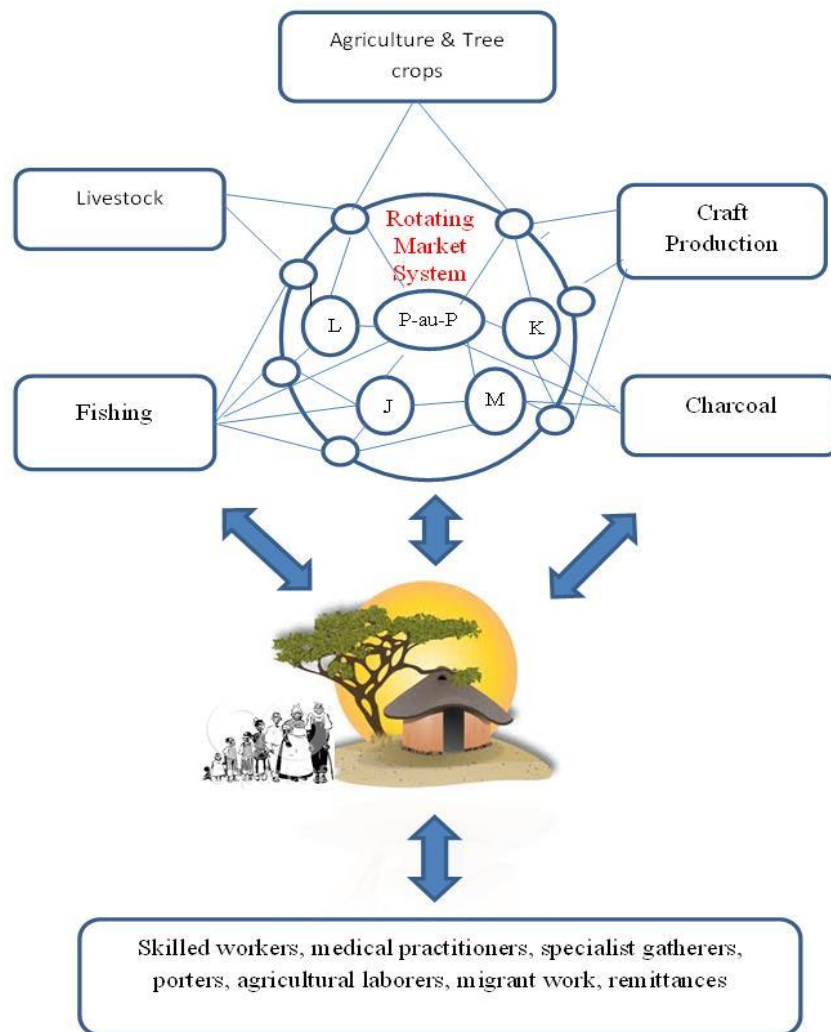 Agriculture & Tree
crops
Livestock
Rotating
Market
System
Craft
Production
L
P-au-P
K
Fishing
J
M
Charcoal
Skilled workers, medical practitioners, specialist gatherers,
porters, agricultural laborers, migrant work, remittances